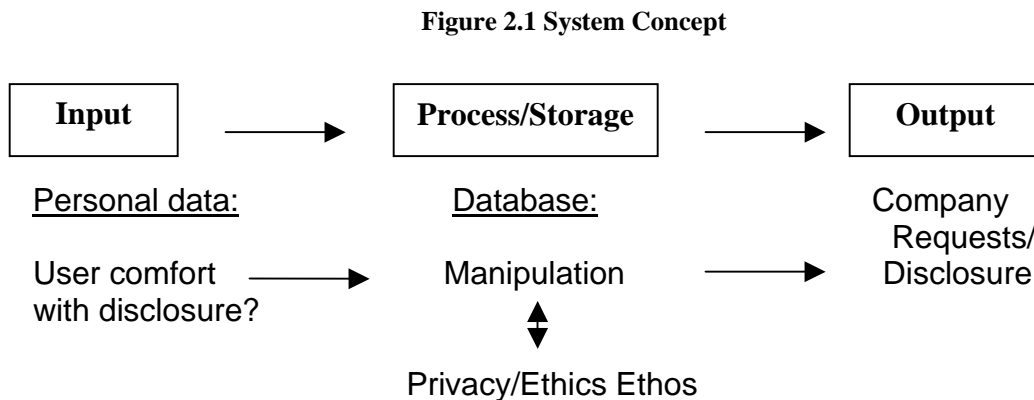 Figure 2.1 System Concept
Input
Process/Storage
Output
Personal data:
Database:
Company
Requests/
Disclosure
User comfort
with disclosure?
Manipulation
Privacy/Ethics Ethos